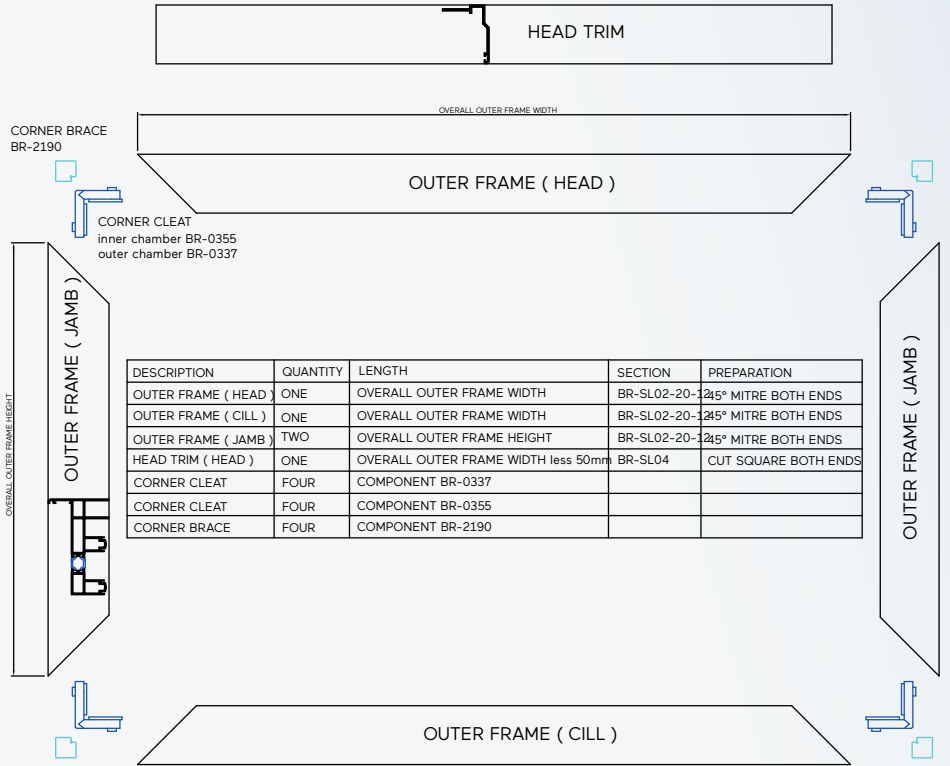 HEAD TRIM
OVERALL OUTER FRAME WIDTH
CORNER BRACE
BR-2190
OUTER FRAME ( HEAD )
CORNER CLEAT
inner chamber BR-0355
outer chamber BR-0337
OVERALL OUTER FRAME HEIGHT
OUTER FRAME ( JAMB )
DESCRIPTION QUANTITY LENGTH SECTION PREPARATION
OUTER FRAME ( HEAD ) ONE OVERALL OUTER FRAME WIDTH BR-SL02-20-12 45° MITRE BOTH ENDS
OUTER FRAME ( CILL ) ONE OVERALL OUTER FRAME WIDTH BR-SL02-20-12 45° MITRE BOTH ENDS
OUTER FRAME ( JAMB ) TWO OVERALL OUTER FRAME HEIGHT BR-SL02-20-12 45° MITRE BOTH ENDS
HEAD TRIM ( HEAD ) ONE OVERALL OUTER FRAME WIDTH less 50mm BR-SL04 CUT SQUARE BOTH ENDS
CORNER CLEAT FOUR COMPONENT BR-0337
CORNER CLEAT FOUR COMPONENT BR-0355
CORNER BRACE FOUR COMPONENT BR-2190
OUTER FRAME ( JAMB )
OUTER FRAME ( CILL )